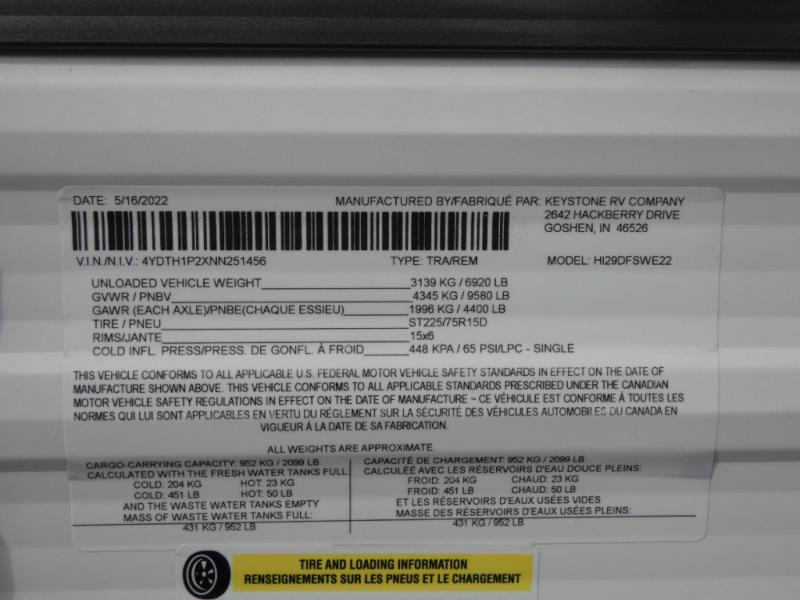 DATE: 5/16/2022
MANUFACTURED BY/FABRIQUÉ PAR: KEYSTONE RV COMPANY
2642 HACKBERRY DRIVE
GOSHEN, IN 46526
V.I.N./N.I.V.: 4YDTH1P2XNN251456 TYPE: TRA/REM MODEL: HI29DFSWE22
UNLOADED VEHICLE WEIGHT 3139 KG / 6920 LB
GVWR / PNBV 4345 KG / 9580 LB
GAWR (EACH AXLE)/PNBE(CHAQUE ESSIEU) 1996 KG / 4400 LB
TIRE / PNEU ST225/75R15D
RIMS/JANTE 15x6
COLD INFL. PRESS/PRESS. DE GONFL. À FROID 448 KPA / 65 PSI/LPC - SINGLE
THIS VEHICLE CONFORMS TO ALL APPLICABLE U.S. FEDERAL MOTOR VEHICLE SAFETY STANDARDS IN EFFECT ON THE DATE OF
MANUFACTURE SHOWN ABOVE. THIS VEHICLE CONFORMS TO ALL APPLICABLE STANDARDS PRESCRIBED UNDER THE CANADIAN
MOTOR VEHICLE SAFETY REGULATIONS IN EFFECT ON THE DATE OF MANUFACTURE ~ CE VÉHICULE EST CONFORME À TOUTES LES
NORMES QUI LUI SONT APPLICABLES EN VERTU DU RÉGLEMENT SUR LA SÉCURITÉ DES VÉHICULES AUTOMOBILES DU CANADA EN
VIGUEUR À LA DATE DE SA FABRICATION.
ALL WEIGHTS ARE APPROXIMATE.
CARGO-CARRYING CAPACITY: 952 KG / 2099 LB
CALCULATED WITH THE FRESH WATER TANKS FULL:
COLD: 204 KG HOT: 23 KG
COLD: 451 LB HOT: 50 LB
AND THE WASTE WATER TANKS EMPTY
MASS OF WASTE WATER TANKS FULL:
431 KG / 952 LB
CAPACITÉ DE CHARGEMENT: 952 KG / 2099 LB
CALCULÉE AVEC LES RÉSERVOIRS D'EAU DOUCE PLEINS:
FROID: 204 KG CHAUD: 23 KG
FROID: 451 LB CHAUD: 50 LB
ET LES RÉSERVOIRS D'EAUX USÉES VIDES
MASSE DES RÉSERVOIRS D'EAUX USÉES PLEINS:
431 KG / 952 LB
TIRE AND LOADING INFORMATION
RENSEIGNEMENTS SUR LES PNEUS ET LE CHARGEMENT